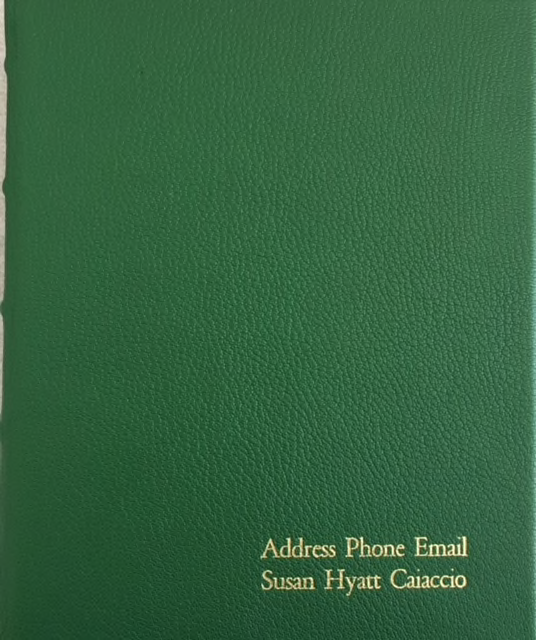 Address Phone Email
Susan Hyatt Caiaccio